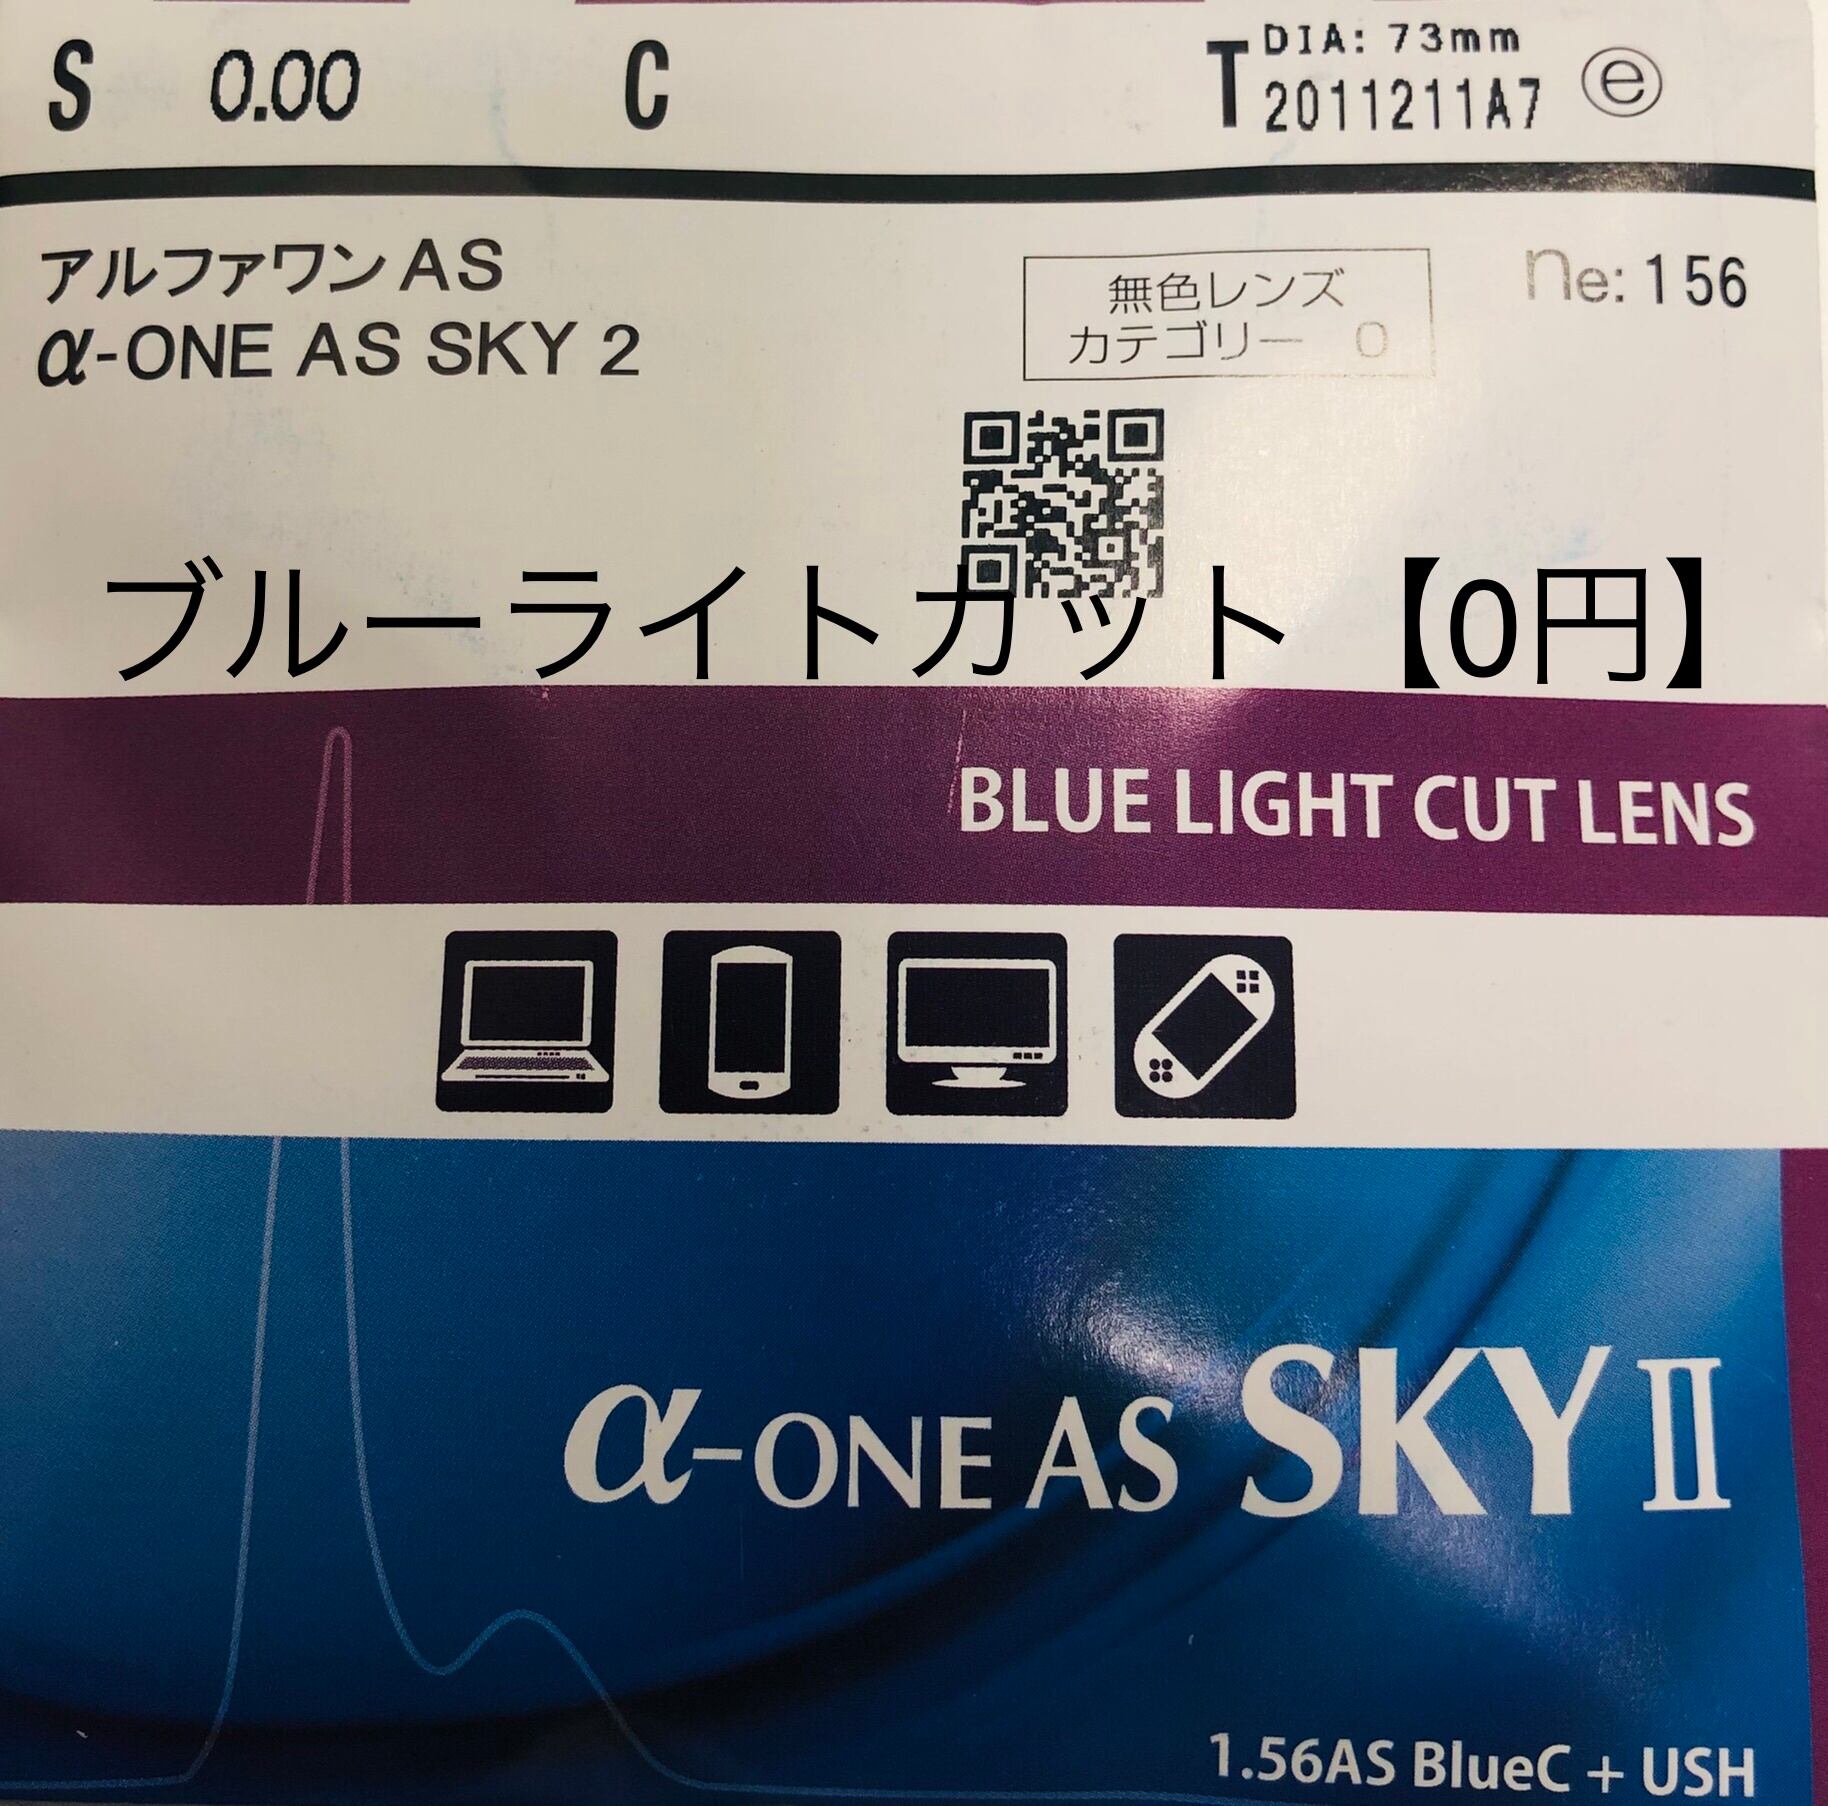 S 0.00 C T DIA: 73mm
2011211A7 ⓔ
アルファワンAS
α-ONE AS SKY 2
無色レンズ
カテゴリー 0
ne: 156
ブルーライトカット【0円】
BLUE LIGHT CUT LENS
α-ONE AS SKY II
1.56AS BlueC + USH